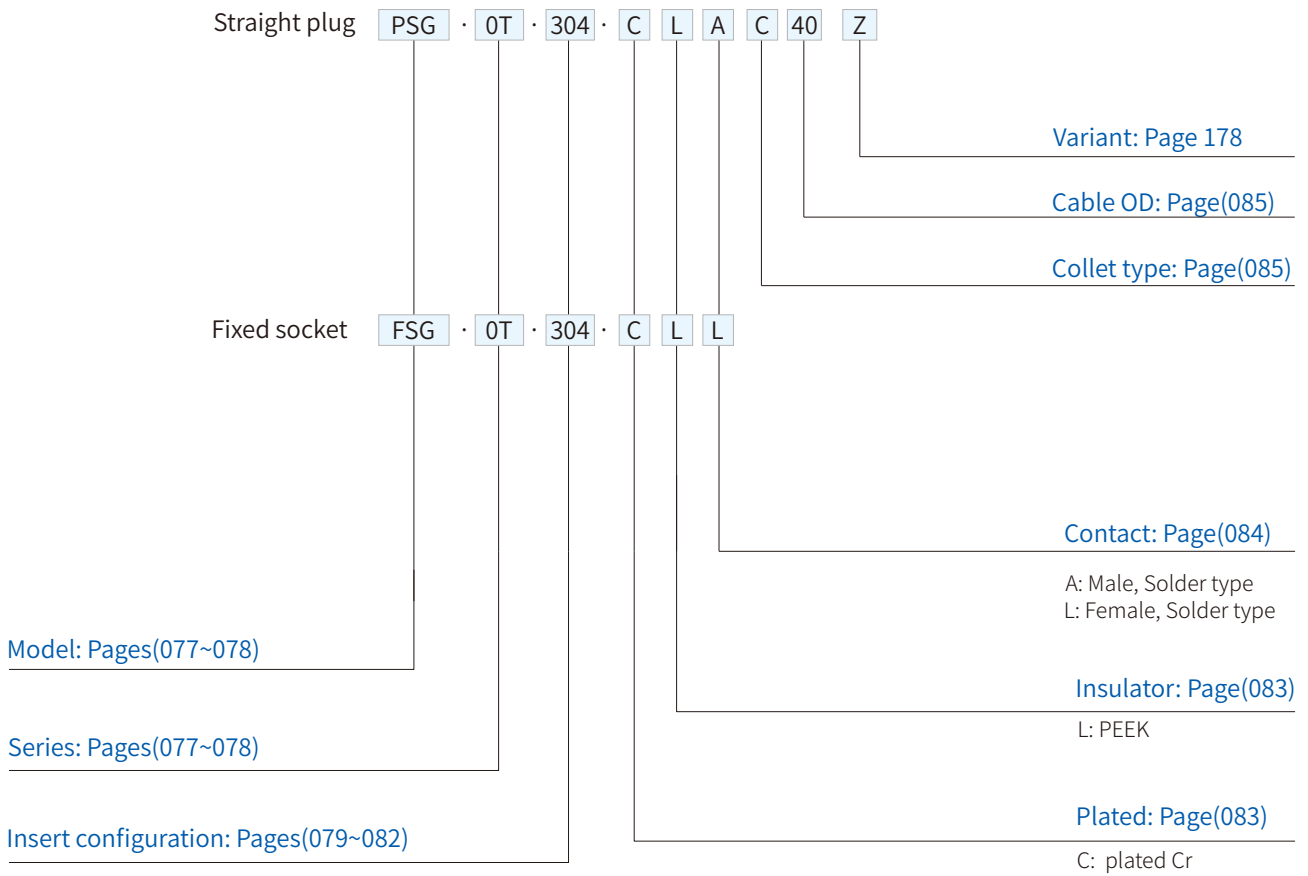 Straight plug PSG · 0T · 304 · C L A C 40 Z
Variant: Page 178
Cable OD: Page(085)
Collet type: Page(085)
Fixed socket FSG · 0T · 304 · C L L
Contact: Page(084)
A: Male, Solder type
L: Female, Solder type
Model: Pages(077~078)
Insulator: Page(083)
L: PEEK
Series: Pages(077~078)
Plated: Page(083)
Insert configuration: Pages(079~082)
C: plated Cr